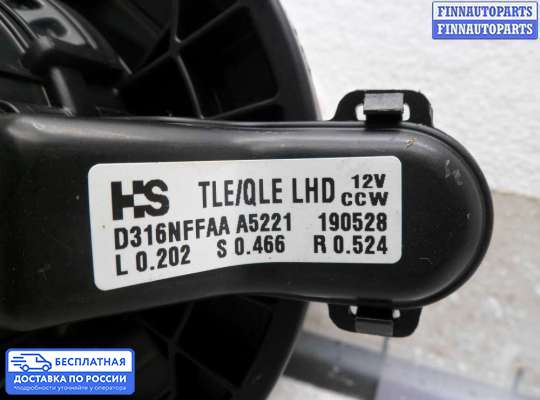 FINNAUTOPARTS
FINNAUTOPARTS
HS TLE/QLE LHD 12V CCW
D316NFFAA A5221 190528
L 0.202 S 0.466 R 0.524
БЕСПЛАТНАЯ
ДОСТАВКА ПО РОССИИ
*подробности уточняйте у оператора